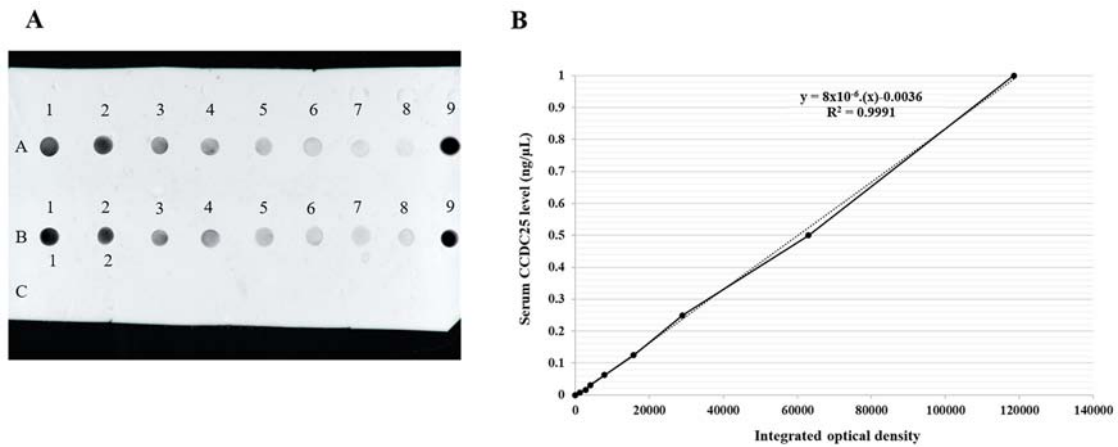 A
1 2 3 4 5 6 7 8 9
A
1 2 3 4 5 6 7 8 9
B
1 2
C
B
1
0.9
0.8
0.7
0.6
0.5
0.4
0.3
0.2
0.1
0
Serum CCDC25 level (ng/µL)
y = 8x10⁻⁶.(x)-0.0036
R² = 0.9991
0 20000 40000 60000 80000 100000 120000 140000
Integrated optical density